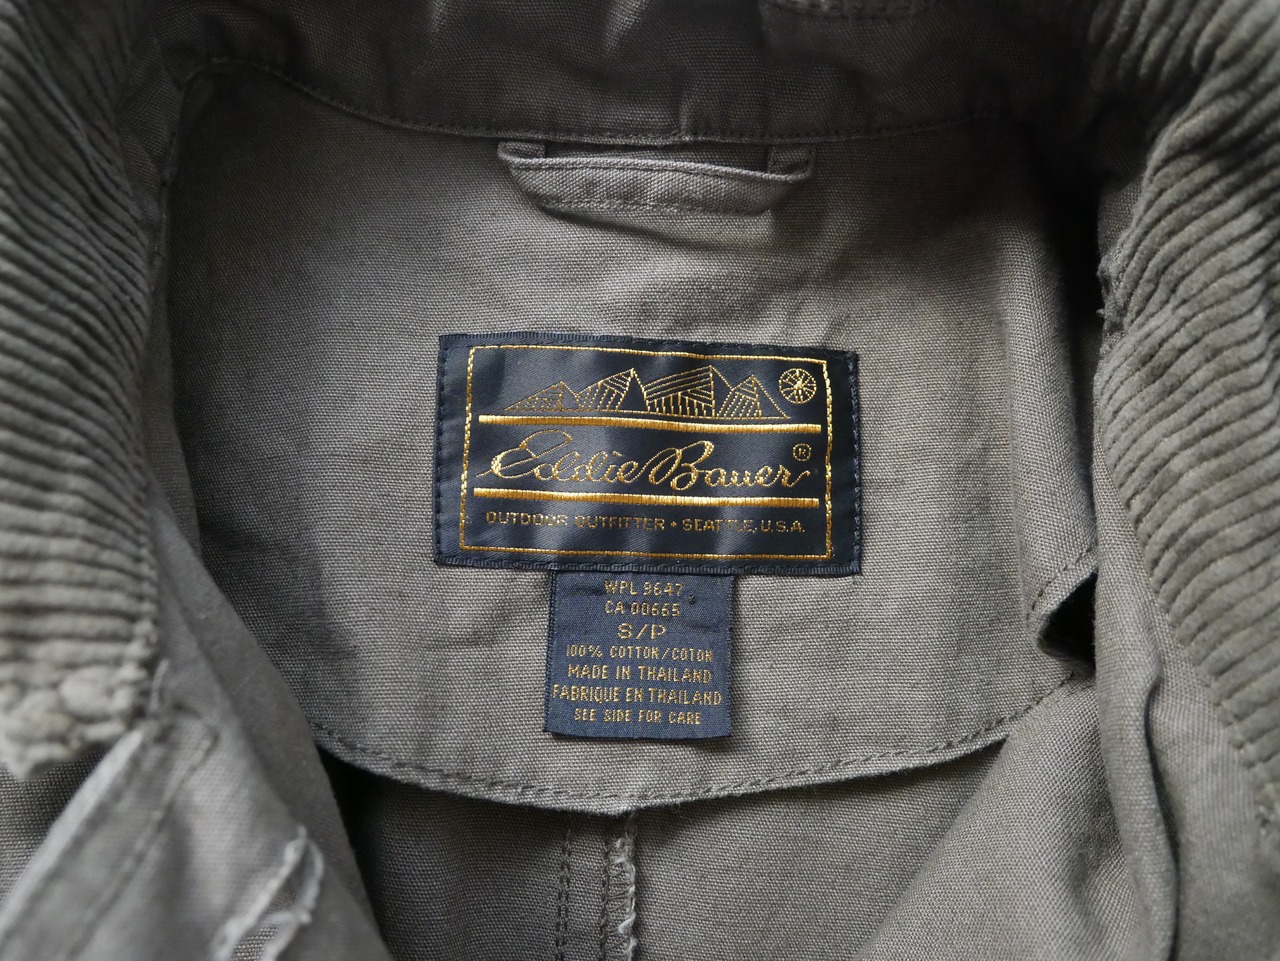 Eddie Bauer®
OUTDOOR OUTFITTER • SEATTLE, U.S.A.
WPL 9647
CA 00665
S/P
100% COTTON/COTON
MADE IN THAILAND
FABRIQUE EN THAILAND
SEE SIDE FOR CARE